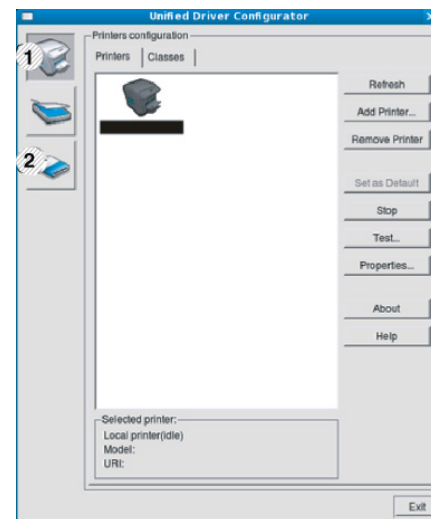 Unified Driver Configurator
1
Printers configuration
Printers
Classes
Refresh
Add Printer...
Remove Printer
2
Set as Default
Stop
Test...
Properties...
About
Help
Selected printer:
Local printer(idle)
Model:
URI:
Exit